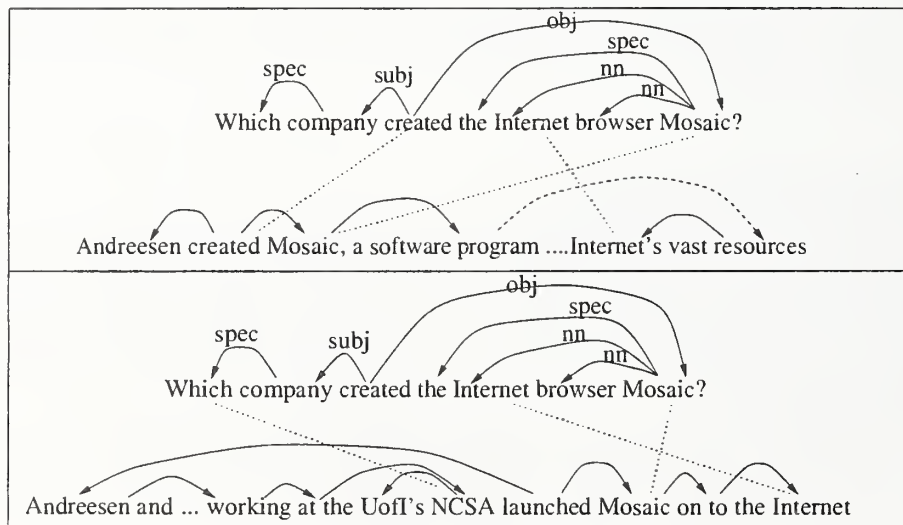 obj
spec
spec
subj
nn
nn
Which company created the Internet browser Mosaic?
Andreesen created Mosaic, a software program ....Internet's vast resources
obj
spec
spec
subj
nn
nn
Which company created the Internet browser Mosaic?
Andreesen and ... working at the UofI's NCSA launched Mosaic on to the Internet